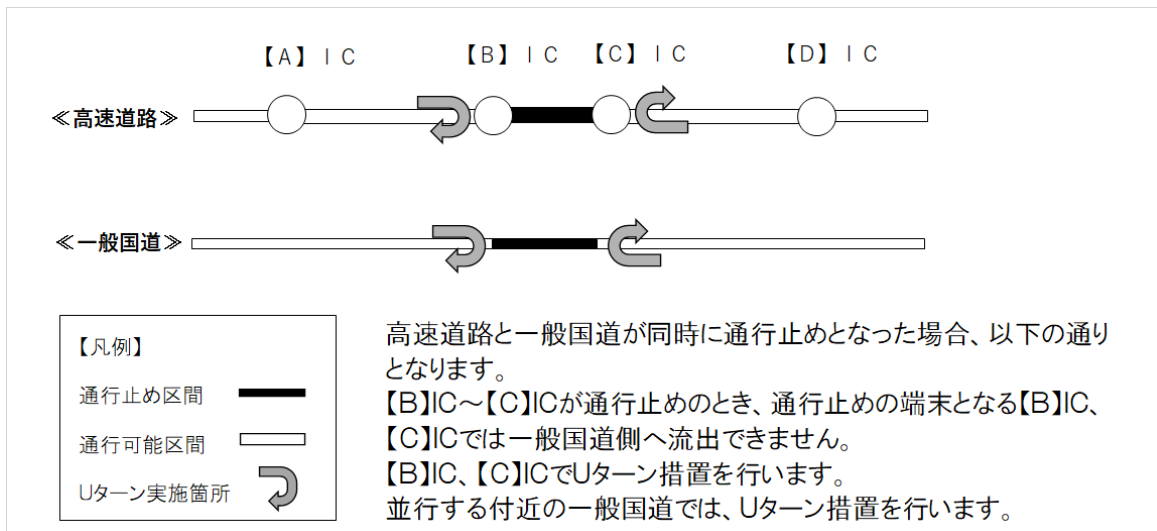 【A】ＩＣ 【B】ＩＣ 【C】ＩＣ 【D】ＩＣ
≪高速道路≫
≪一般国道≫
【凡例】
通行止め区間
通行可能区間
Uターン実施箇所
高速道路と一般国道が同時に通行止めとなった場合、以下の通り
となります。
【B】IC～【C】ICが通行止めのとき、通行止めの端末となる【B】IC、
【C】ICでは一般国道側へ流出できません。
【B】IC、【C】ICでUターン措置を行います。
並行する付近の一般国道では、Uターン措置を行います。